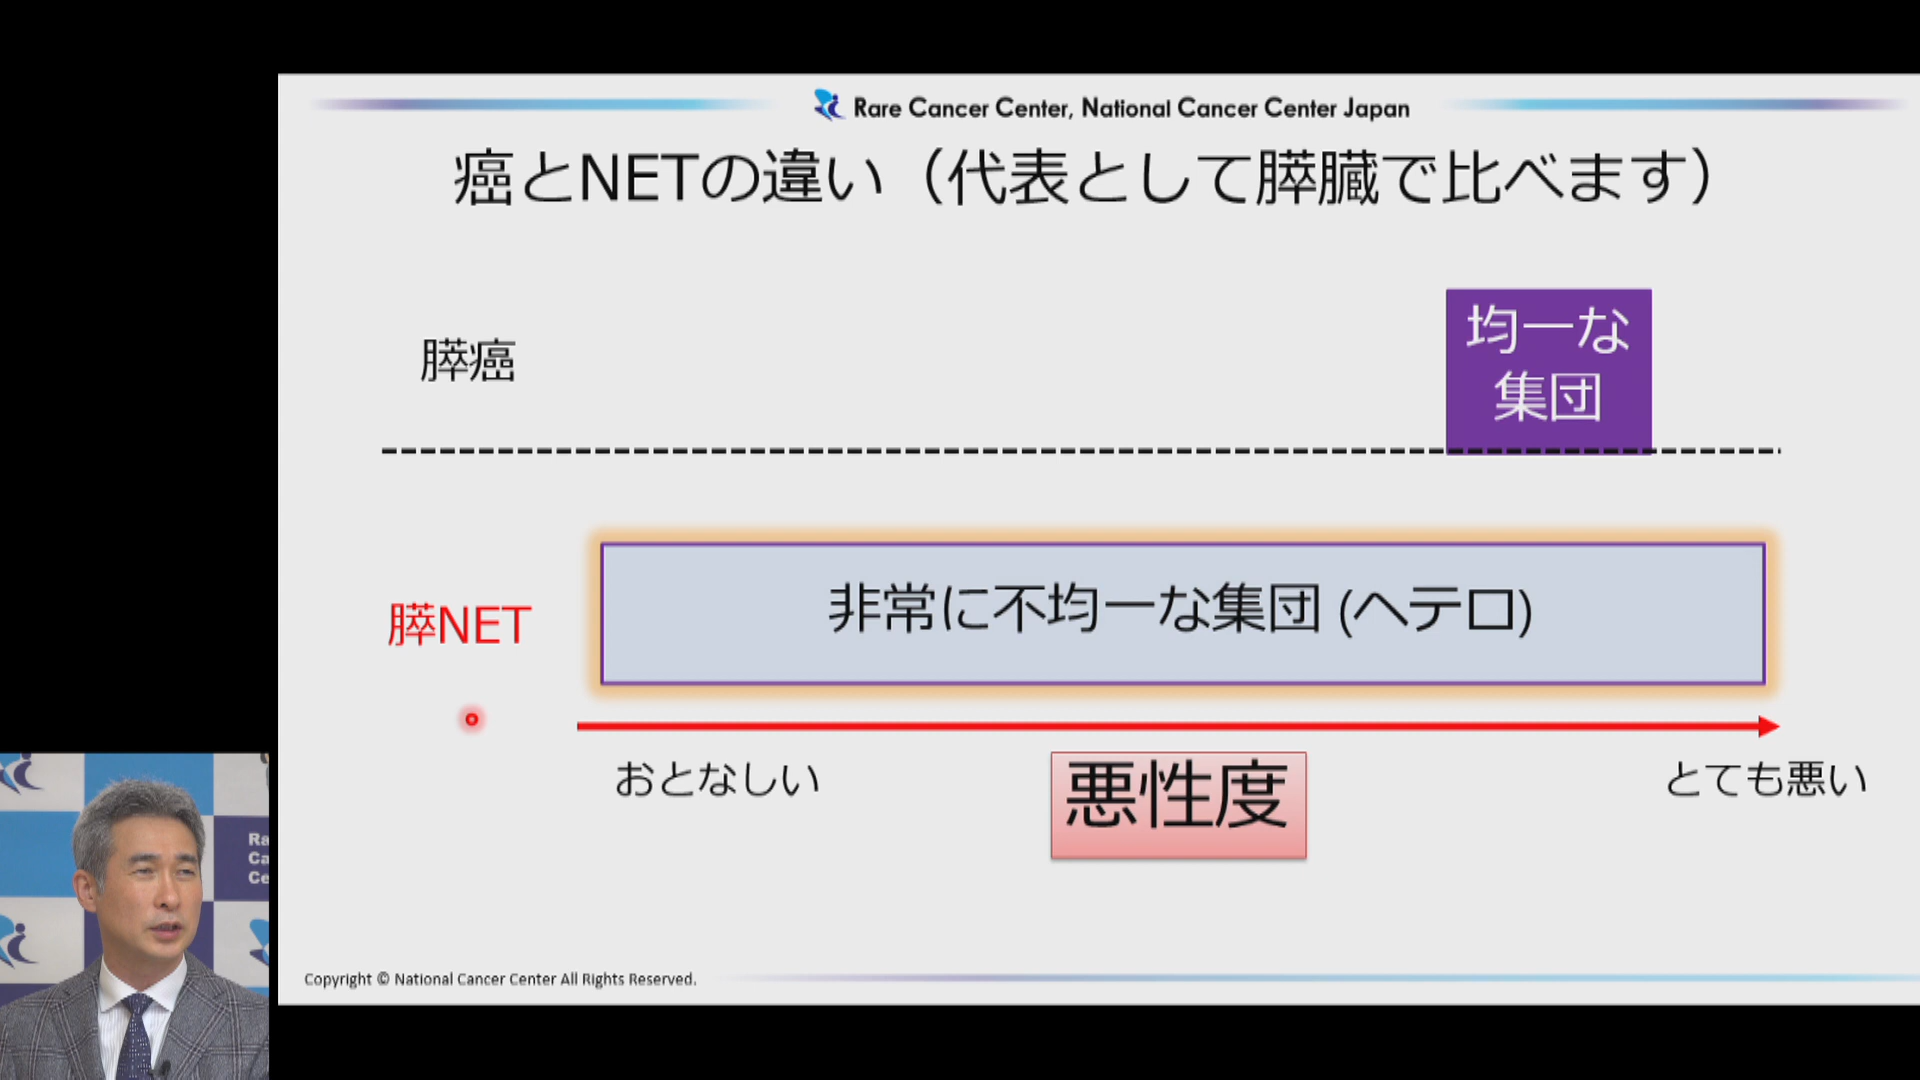 Rare Cancer Center, National Cancer Center Japan
癌とNETの違い（代表として膵臓で比べます）
均一な
集団
膵癌
非常に不均一な集団 (ヘテロ)
膵NET
おとなしい
悪性度
とても悪い
Ra
Ca
Ce
Copyright © National Cancer Center All Rights Reserved.